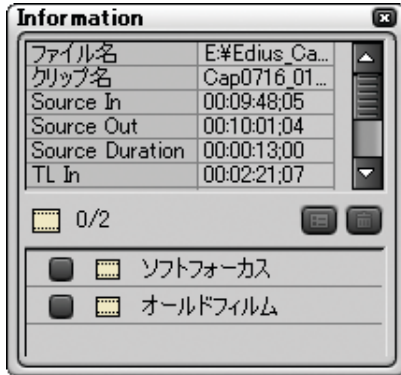 Information
ファイル名 E:¥Edius_Ca...
クリップ名 Cap0716_01...
Source In 00:09:48;05
Source Out 00:10:01;04
Source Duration 00:00:13;00
TL In 00:02:21;07
0/2
ソフトフォーカス
オールドフィルム